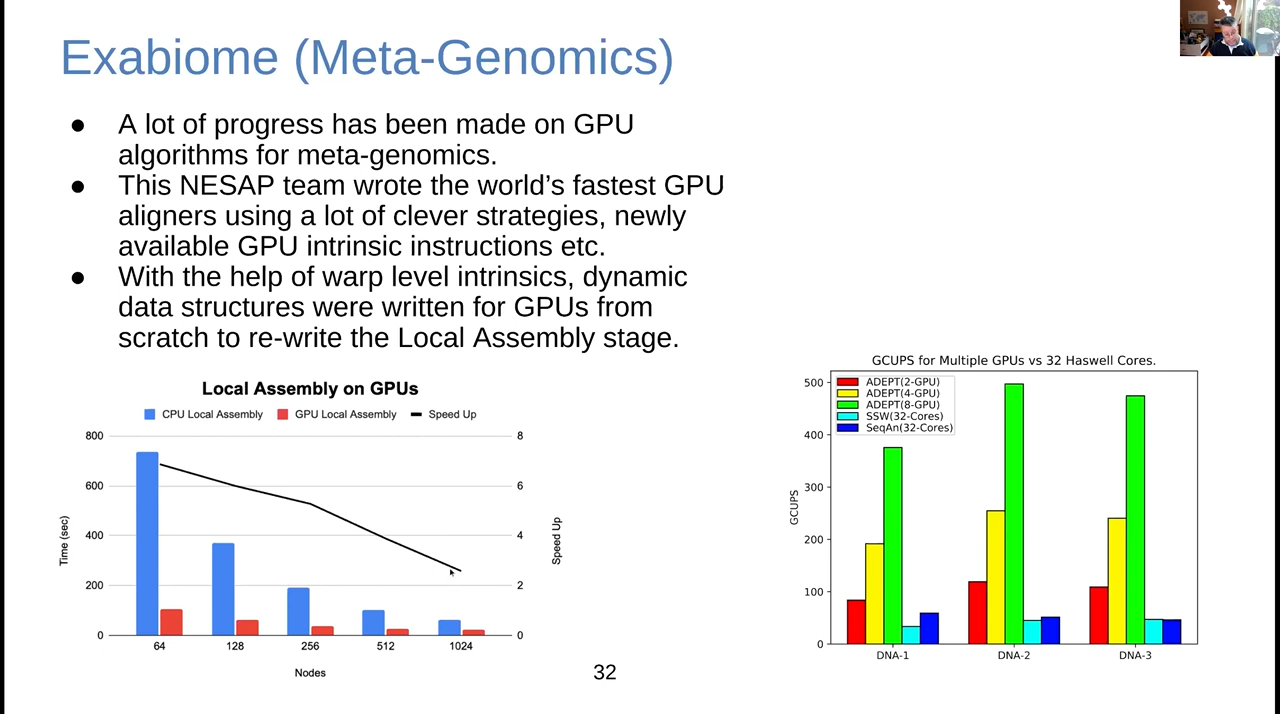 Exabiome (Meta-Genomics)
● A lot of progress has been made on GPU
algorithms for meta-genomics.
● This NESAP team wrote the world’s fastest GPU
aligners using a lot of clever strategies, newly
available GPU intrinsic instructions etc.
● With the help of warp level intrinsics, dynamic
data structures were written for GPUs from
scratch to re-write the Local Assembly stage.
Local Assembly on GPUs
CPU Local Assembly GPU Local Assembly Speed Up
800 8
600 6
400 4
200 2
0 0
Time (sec)
Speed Up
64 128 256 512 1024
Nodes
32
GCUPS for Multiple GPUs vs 32 Haswell Cores.
ADEPT(2-GPU)
ADEPT(4-GPU)
ADEPT(8-GPU)
SSW(32-Cores)
SeqAn(32-Cores)
500
400
300
200
100
0
GCUPS
DNA-1 DNA-2 DNA-3